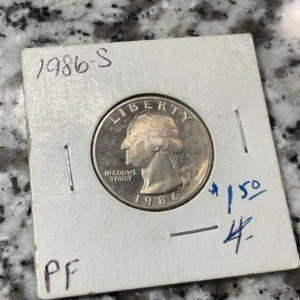 1986-S
LIBERTY
IN GOD WE
TRUST
1986
$1.50
4
PF